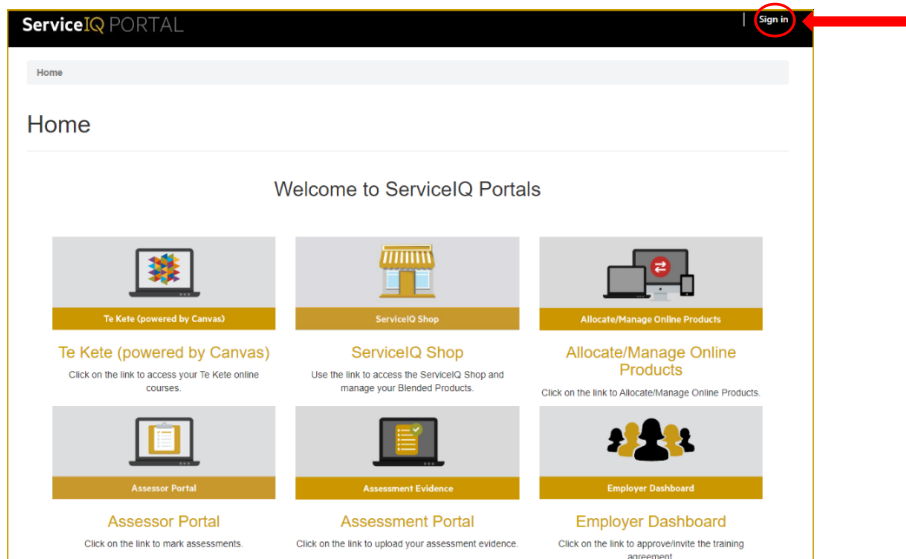 ServiceIQ PORTAL
| Sign in
Home
Home
Welcome to ServiceIQ Portals
Te Kete (powered by Canvas)
ServiceIQ Shop
Allocate/Manage Online Products
Te Kete (powered by Canvas)
Click on the link to access your Te Kete online
courses.
ServiceIQ Shop
Use the link to access the ServiceIQ Shop and
manage your Blended Products.
Allocate/Manage Online
Products
Click on the link to Allocate/Manage Online Products.
Assessor Portal
Assessment Evidence
Employer Dashboard
Assessor Portal
Click on the link to mark assessments.
Assessment Portal
Click on the link to upload your assessment evidence.
Employer Dashboard
Click on the link to approve/invite the training
agreement